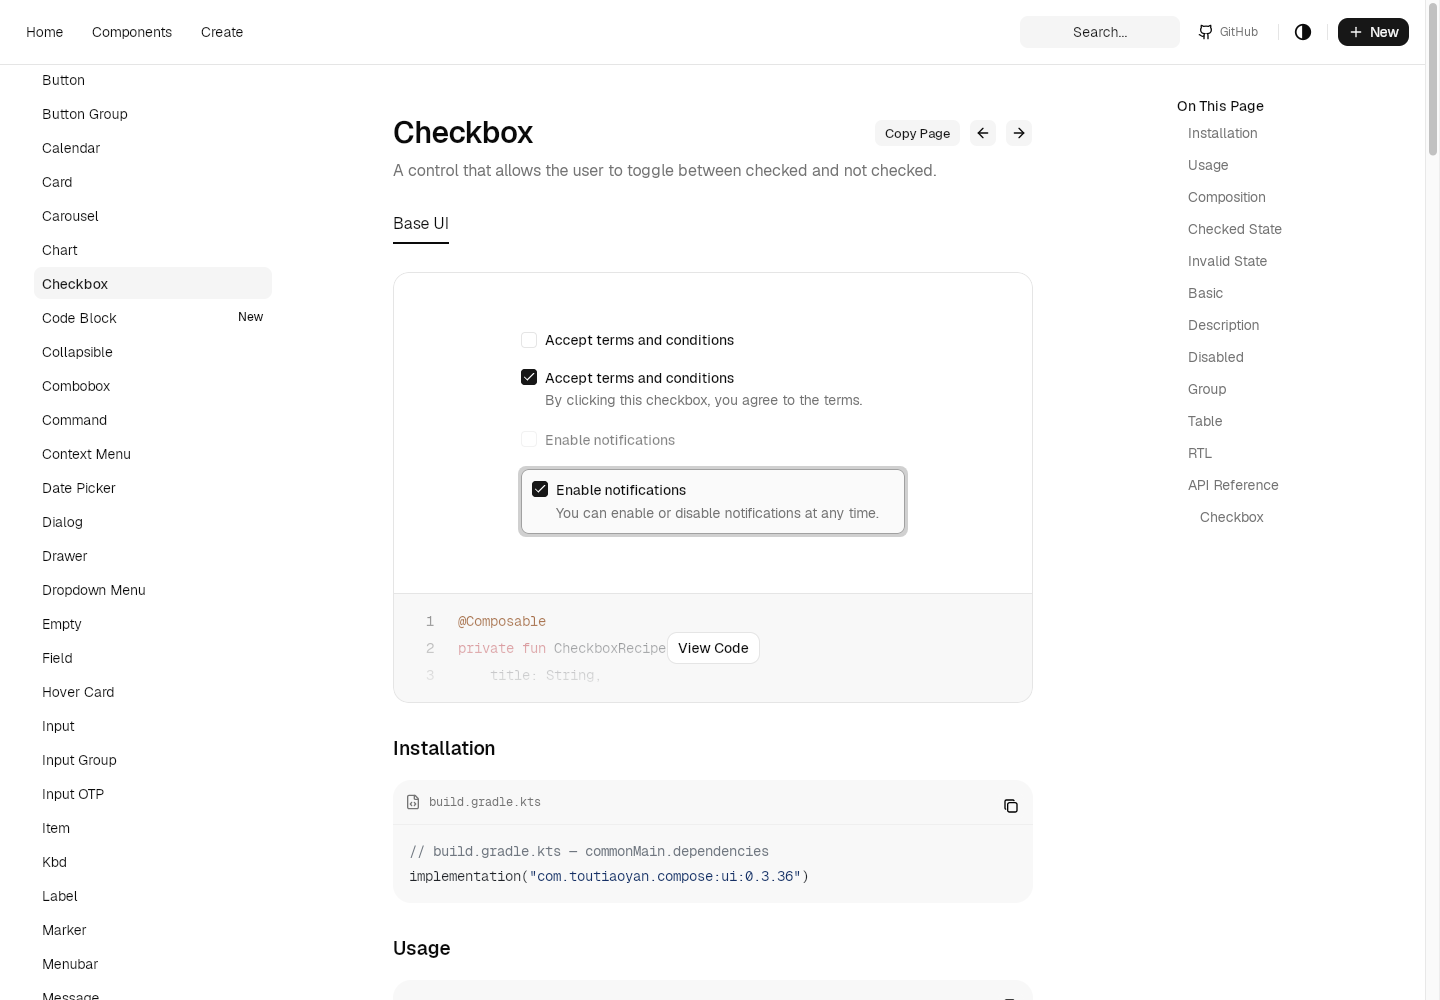 Home
Components
Create
Search...
GitHub
New
Button
Button Group
Calendar
Card
Carousel
Chart
Checkbox
Code Block
New
Collapsible
Combobox
Command
Context Menu
Date Picker
Dialog
Drawer
Dropdown Menu
Empty
Field
Hover Card
Input
Input Group
Input OTP
Item
Kbd
Label
Marker
Menubar
Message
Checkbox
Copy Page
A control that allows the user to toggle between checked and not checked.
Base UI
Accept terms and conditions
Accept terms and conditions
By clicking this checkbox, you agree to the terms.
Enable notifications
Enable notifications
You can enable or disable notifications at any time.
1 @Composable
2 private fun CheckboxRecipe
View Code
3 title: String,
Installation
build.gradle.kts
// build.gradle.kts — commonMain.dependencies
implementation("com.toutiaoyan.compose:ui:0.3.36")
Usage
On This Page
Installation
Usage
Composition
Checked State
Invalid State
Basic
Description
Disabled
Group
Table
RTL
API Reference
Checkbox